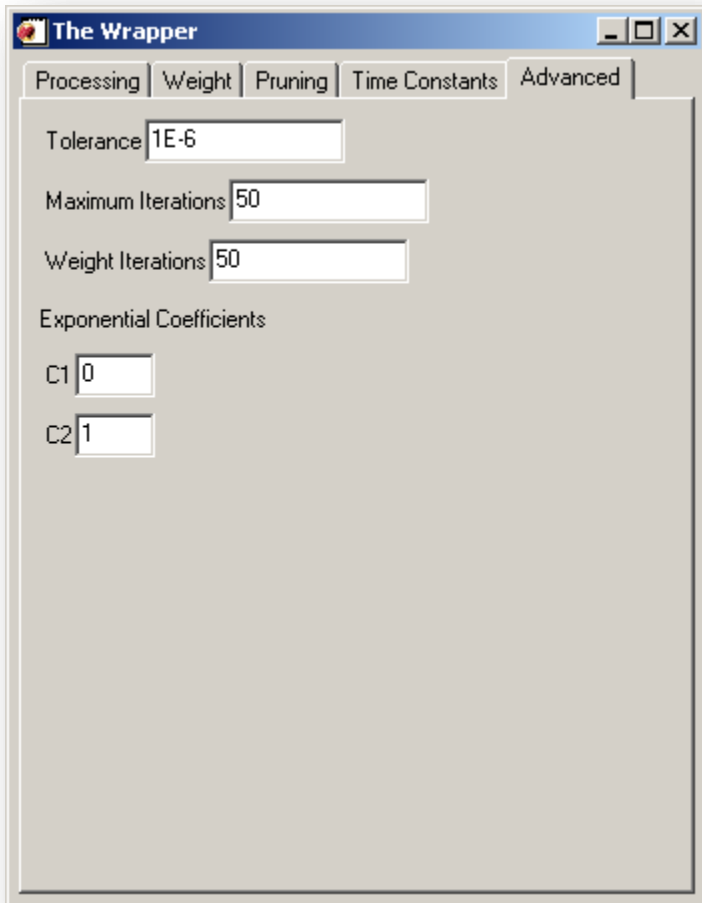 The Wrapper
Processing Weight Pruning Time Constants Advanced
Tolerance 1E-6
Maximum Iterations 50
Weight Iterations 50
Exponential Coefficients
C1 0
C2 1